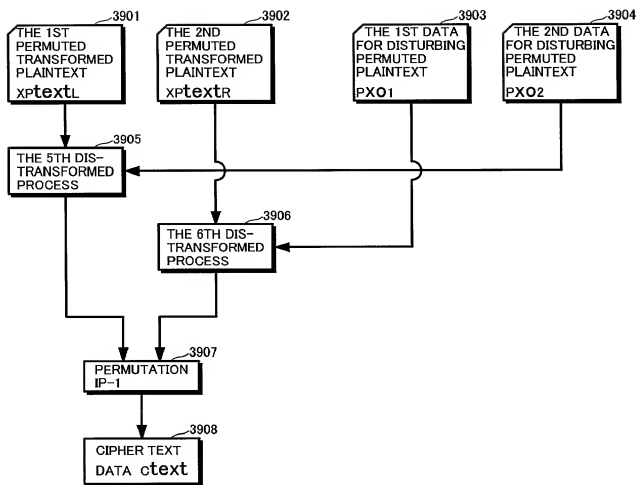 3901
THE 1ST
PERMUTED
TRANSFORMED
PLAINTEXT
XPtextL
3902
THE 2ND
PERMUTED
TRANSFORMED
PLAINTEXT
XPtextR
3903
THE 1ST DATA
FOR DISTURBING
PERMUTED
PLAINTEXT
PXO1
3904
THE 2ND DATA
FOR DISTURBING
PERMUTED
PLAINTEXT
PXO2
3905
THE 5TH DIS-
TRANSFORMED
PROCESS
3906
THE 6TH DIS-
TRANSFORMED
PROCESS
3907
PERMUTATION
IP-1
3908
CIPHER TEXT
DATA Ctext